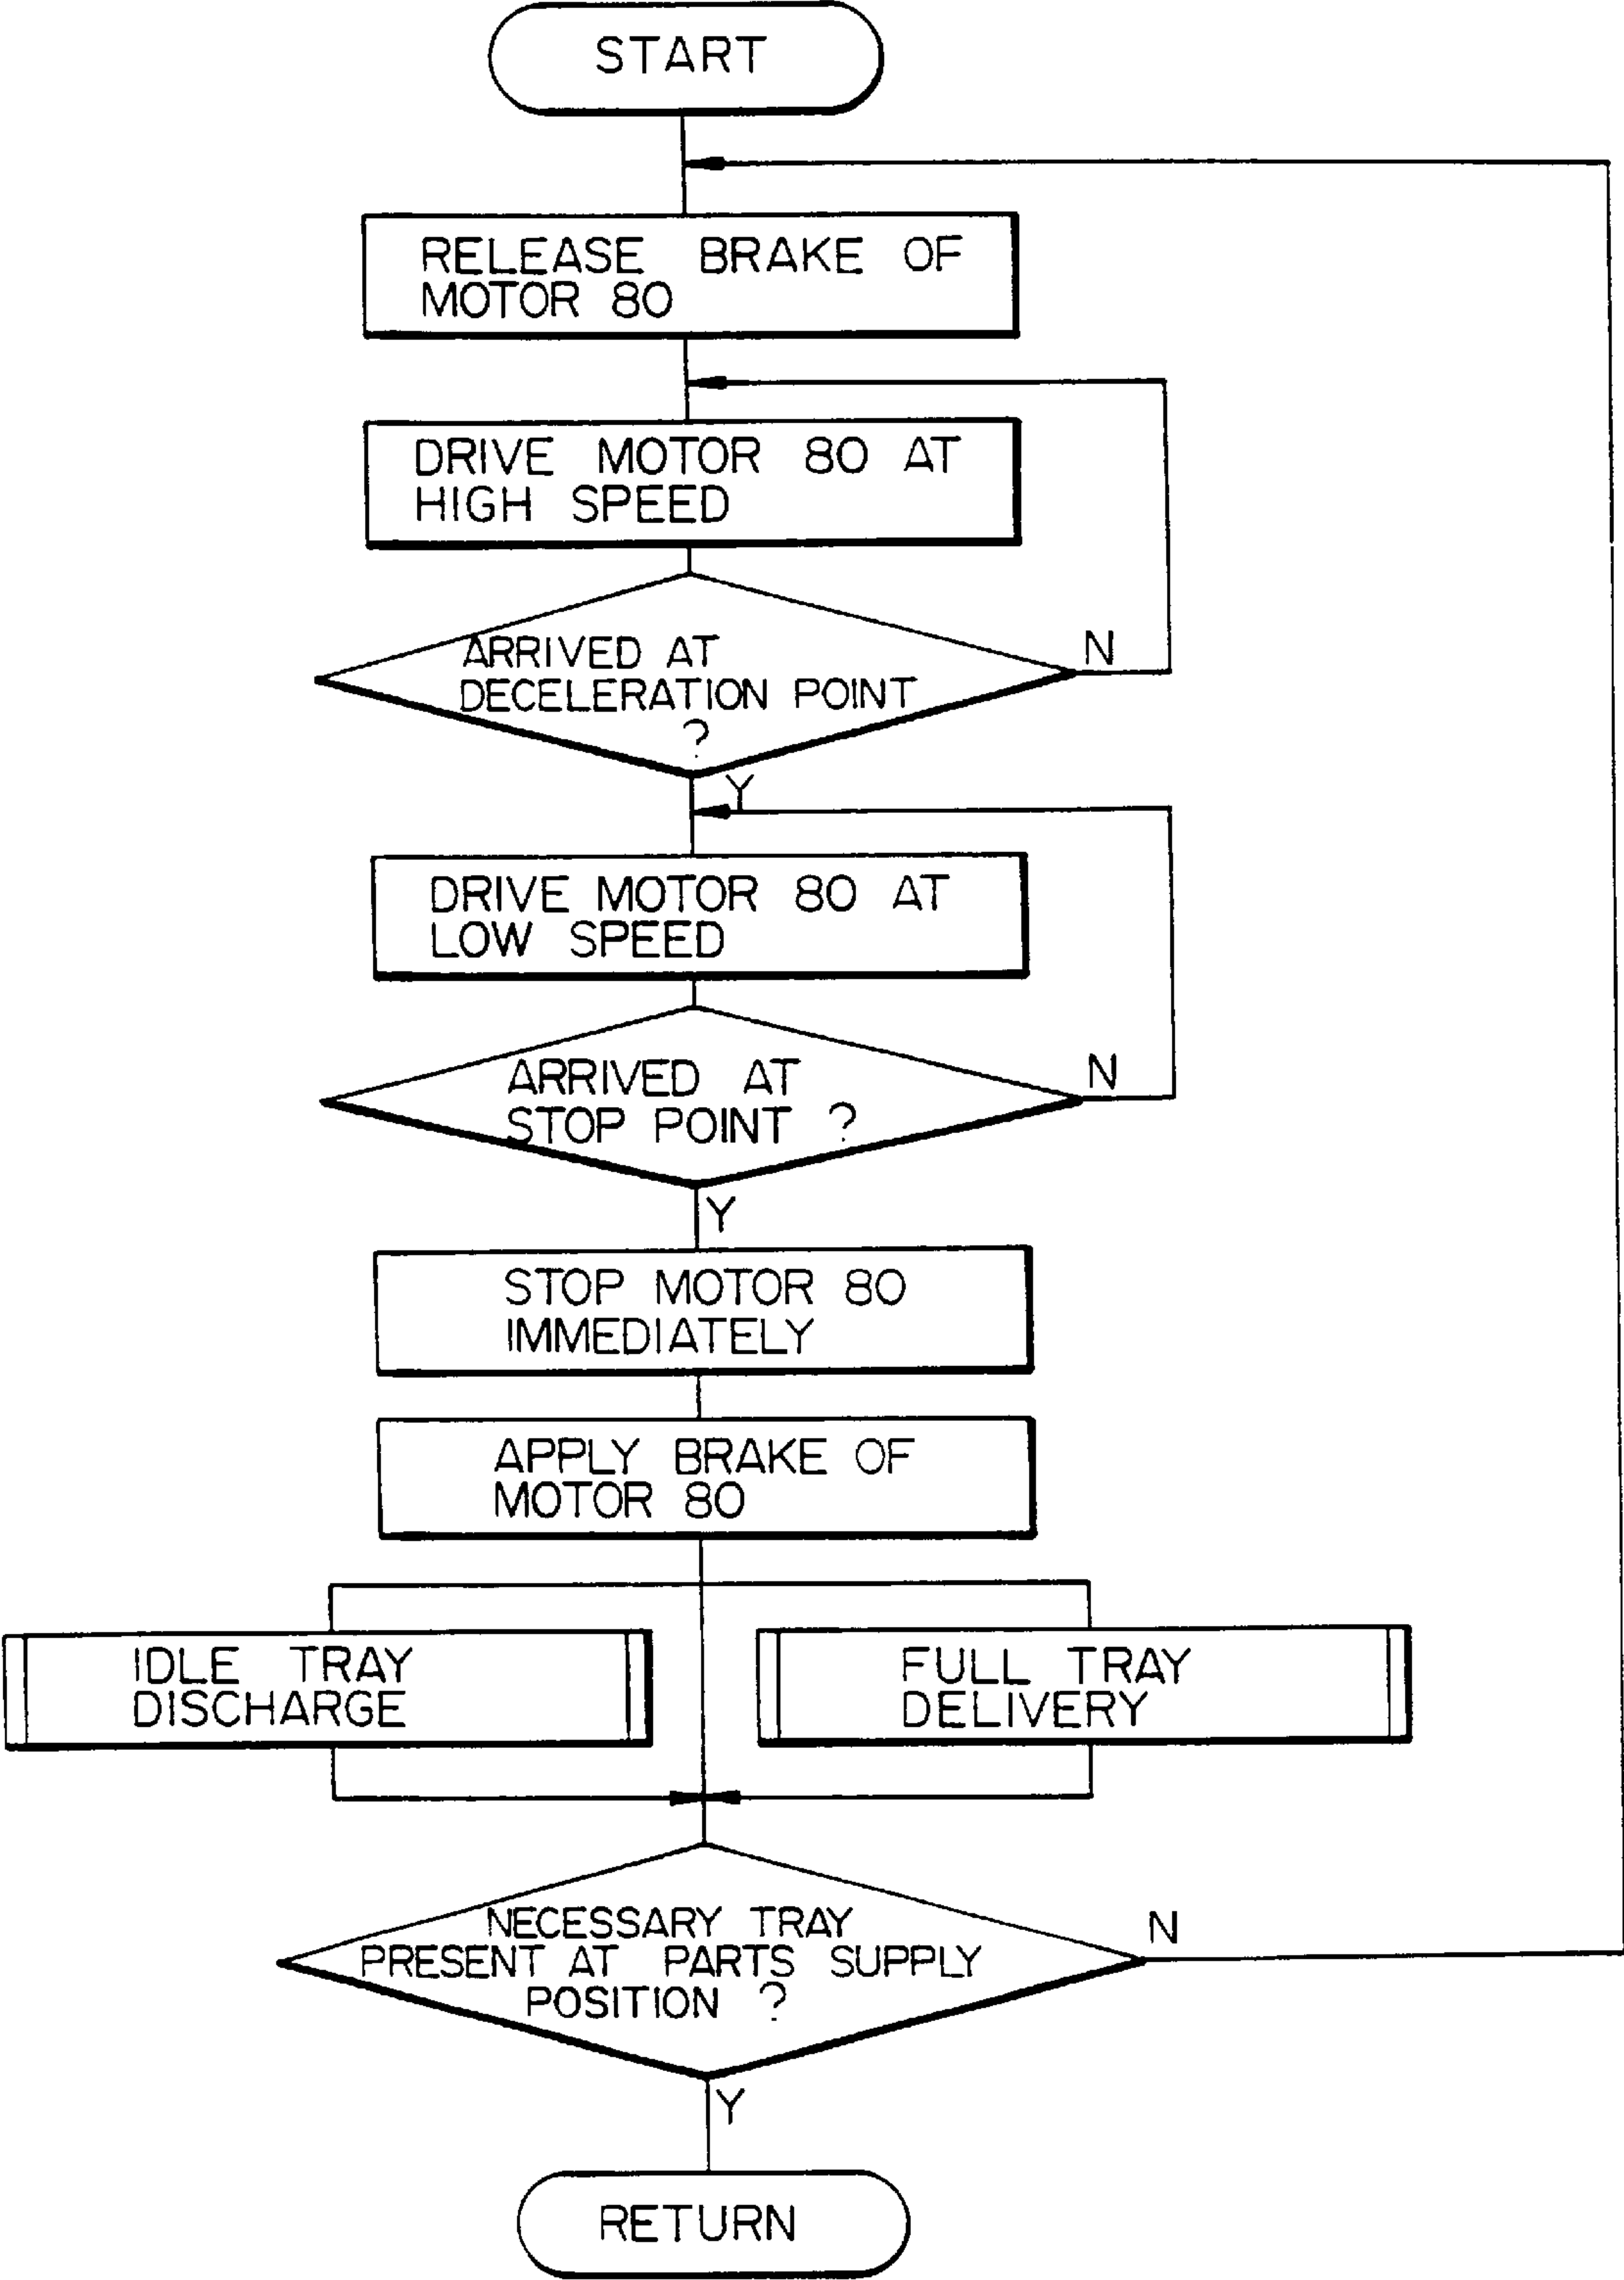 START
RELEASE BRAKE OF
MOTOR 80
DRIVE MOTOR 80 AT
HIGH SPEED
ARRIVED AT
DECELERATION POINT
?
N
Y
DRIVE MOTOR 80 AT
LOW SPEED
ARRIVED AT
STOP POINT ?
N
Y
STOP MOTOR 80
IMMEDIATELY
APPLY BRAKE OF
MOTOR 80
IDLE TRAY
DISCHARGE
FULL TRAY
DELIVERY
NECESSARY TRAY
PRESENT AT PARTS SUPPLY
POSITION ?
N
Y
RETURN